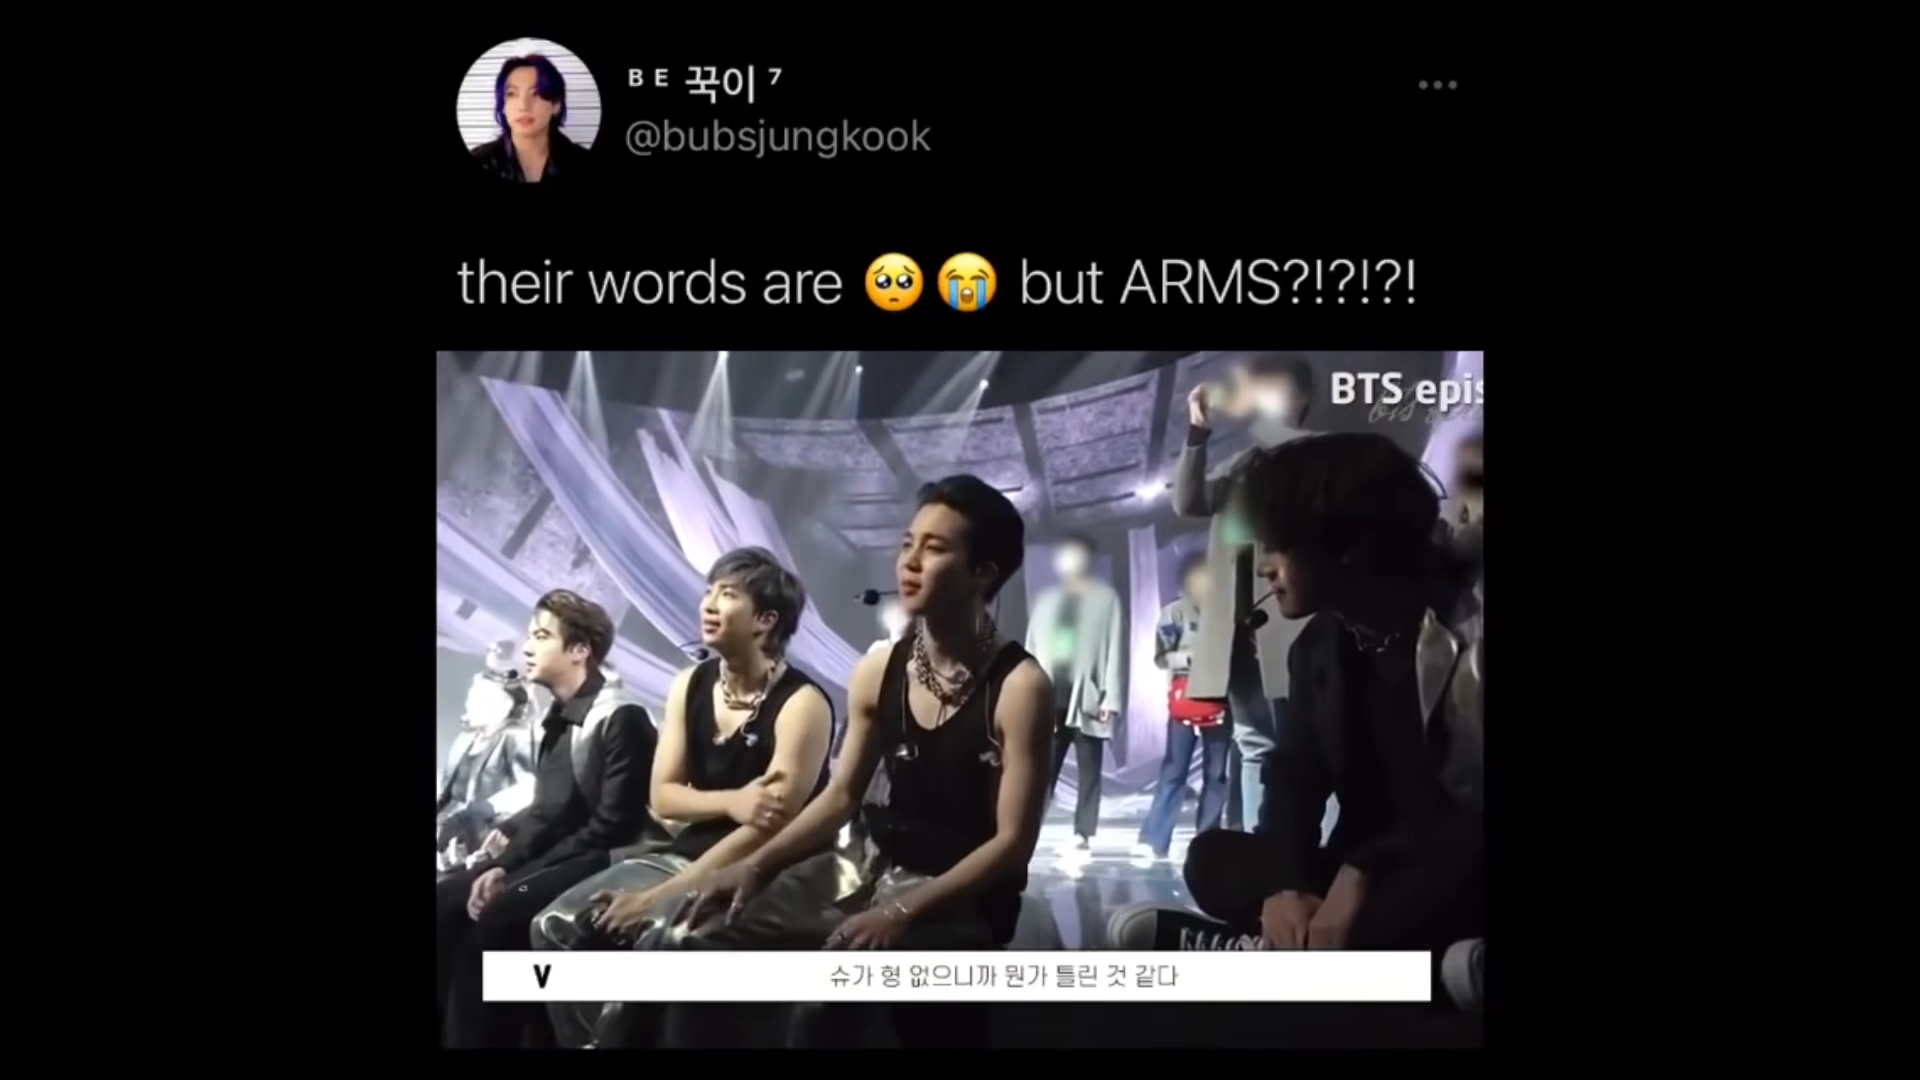 ᴮ ᴱ 꾹이 ⁷
@bubsjungkook
their words are 🥺😭 but ARMS?!?!?!
BTS epis
V 슈가 형 없으니까 뭔가 틀린 것 같다